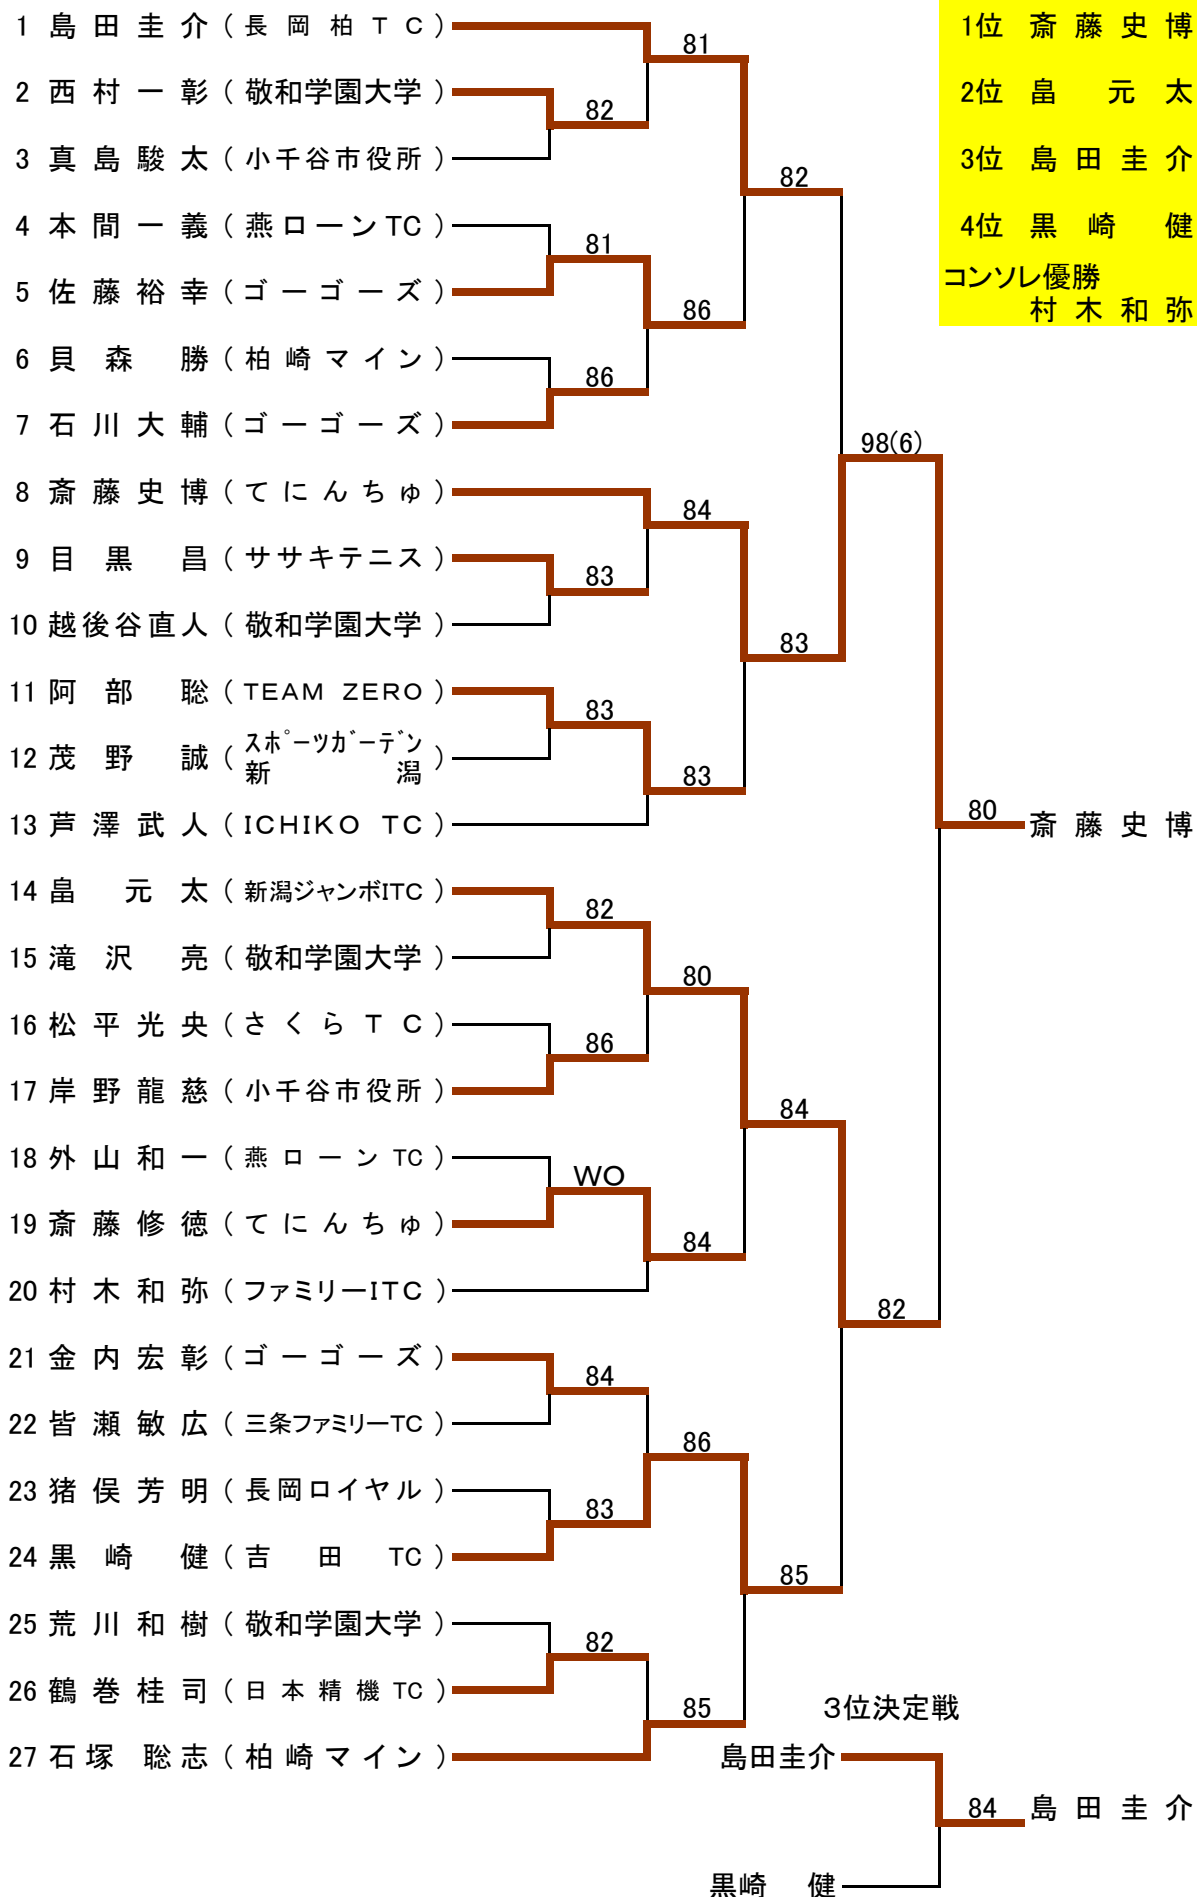 1 島田圭介 (長岡柏TC)
2 西村一彰 (敬和学園大学)
3 真島駿太 (小千谷市役所)
4 本間一義 (燕ローンTC)
5 佐藤裕幸 (ゴーゴーズ)
6 貝森 勝 (柏崎マイン)
7 石川大輔 (ゴーゴーズ)
8 斎藤史博 (てにんちゅ)
9 目黒 昌 (ササキテニス)
10 越後谷直人 (敬和学園大学)
11 阿部 聡 (TEAM ZERO)
12 茂野 誠 (スポーツガーデン新潟)
13 芦澤武人 (ICHIKO TC)
14 畠 元太 (新潟ジャンボITC)
15 滝沢 亮 (敬和学園大学)
16 松平光央 (さくらTC)
17 岸野龍慈 (小千谷市役所)
18 外山和一 (燕ローンTC)
19 斎藤修徳 (てにんちゅ)
20 村木和弥 (ファミリーITC)
21 金内宏彰 (ゴーゴーズ)
22 皆瀬敏広 (三条ファミリーTC)
23 猪俣芳明 (長岡ロイヤル)
24 黒崎 健 (吉田TC)
25 荒川和樹 (敬和学園大学)
26 鶴巻桂司 (日本精機TC)
27 石塚聡志 (柏崎マイン)
82
81
86
83
83
82
86
WO
84
83
82
81
86
84
83
80
84
86
85
82
83
84
85
98(6)
82
80
斎藤史博
1位 斎藤史博
2位 畠 元太
3位 島田圭介
4位 黒崎 健
コンソレ優勝
村木和弥
3位決定戦
島田圭介
84
島田圭介
黒崎 健